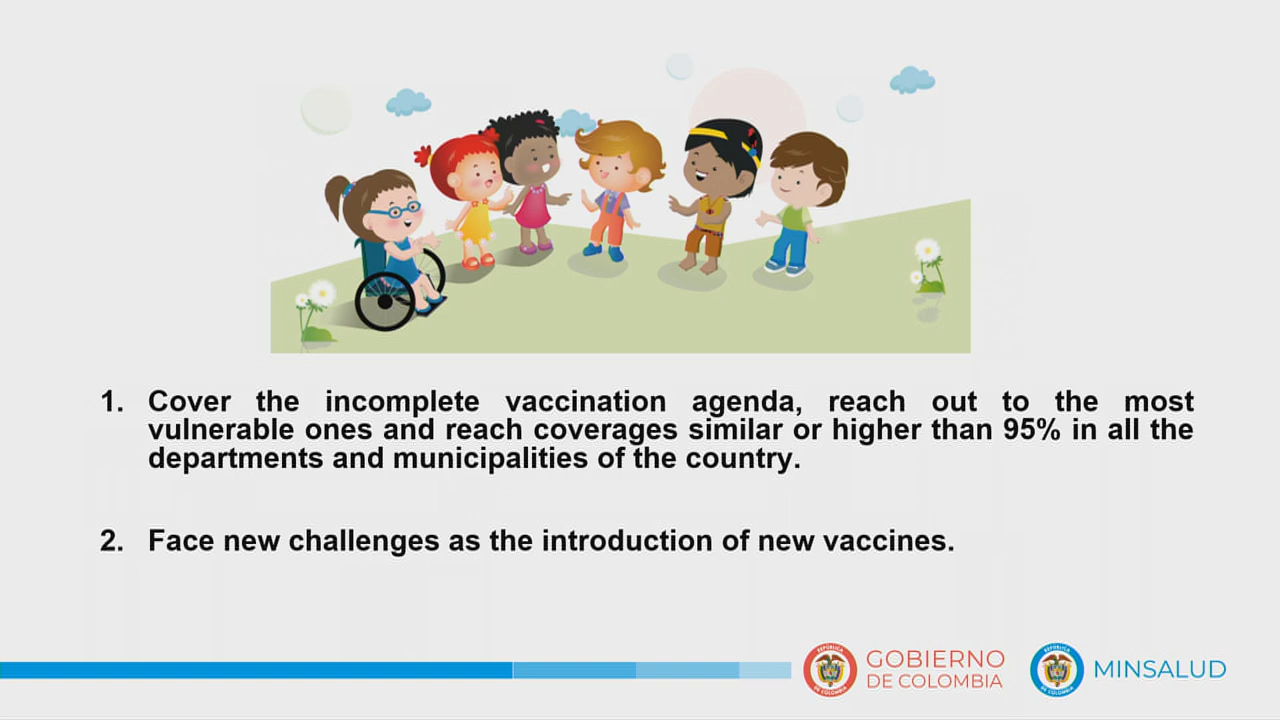 1. Cover the incomplete vaccination agenda, reach out to the most
vulnerable ones and reach coverages similar or higher than 95% in all the
departments and municipalities of the country.
2. Face new challenges as the introduction of new vaccines.
GOBIERNO
DE COLOMBIA
MINSALUD